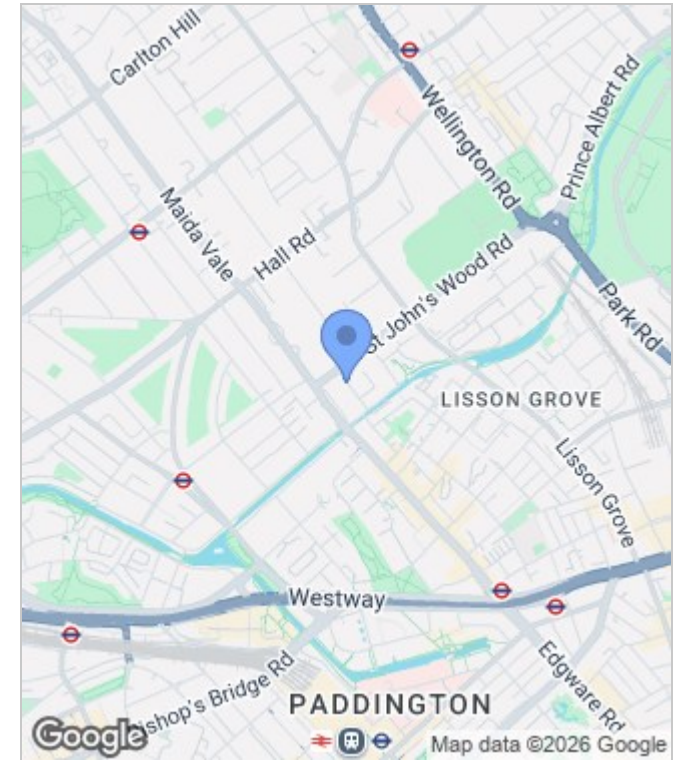 Carlton Hill
Wellington Rd
Prince Albert Rd
Maida Vale
Hall Rd
St John's Wood Rd
Park Rd
LISSON GROVE
Lisson Grove
Westway
Edgware Rd
Bishop's Bridge Rd
PADDINGTON
Google
Map data ©2026 Google